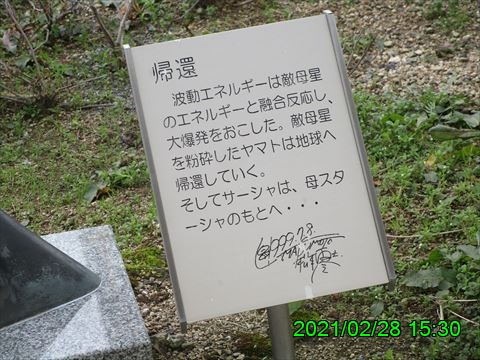 帰還
波動エネルギーは敵母星
のエネルギーと融合反応し、
大爆発をおこした。敵母星
を粉砕したヤマトは地球へ
帰還していく。
そしてサーシャは、母スタ
ーシャのもとへ・・・
1999.7.8.
2021/02/28 15:30